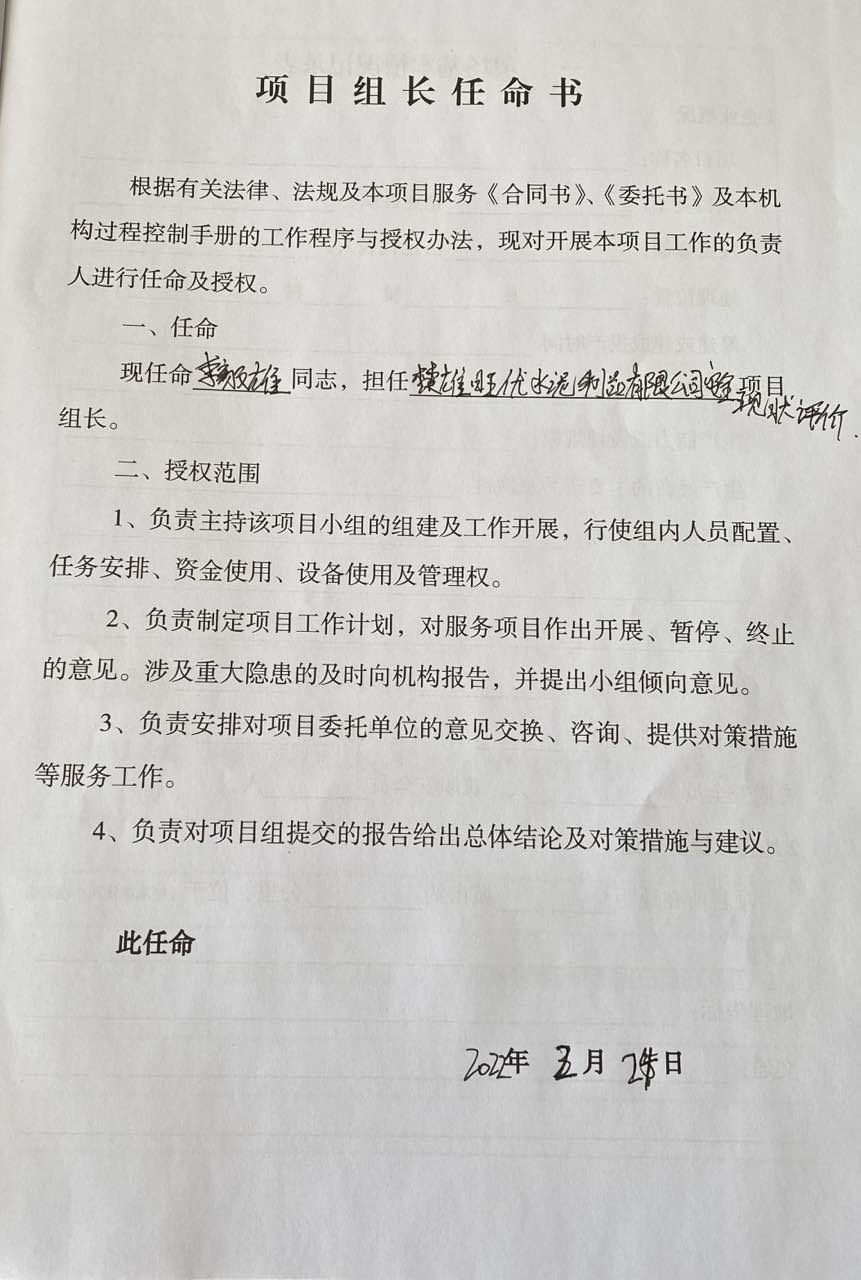 项目组长任命书
根据有关法律、法规及本项目服务《合同书》、《委托书》及本机
构过程控制手册的工作程序与授权办法，现对开展本项目工作的负责
人进行任命及授权。
一、任命
现任命 同志，担任楚雄旺优水泥制品有限公司 项目
现状评价
组长。
二、授权范围
1、负责主持该项目小组的组建及工作开展，行使组内人员配置、
任务安排、资金使用、设备使用及管理权。
2、负责制定项目工作计划，对服务项目作出开展、暂停、终止
的意见。涉及重大隐患的及时向机构报告，并提出小组倾向意见。
3、负责安排对项目委托单位的意见交换、咨询、提供对策措施
等服务工作。
4、负责对项目组提交的报告给出总体结论及对策措施与建议。
此任命
2022年 五月 日